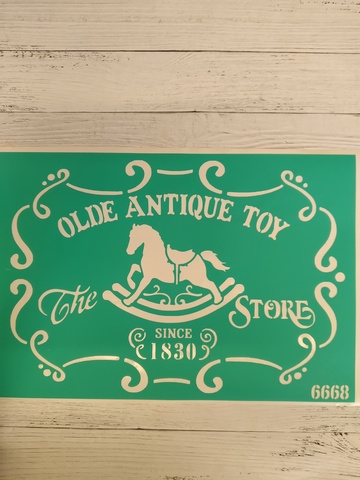 OLDE ANTIQUE TOY
The STORE
SINCE
1830
6668